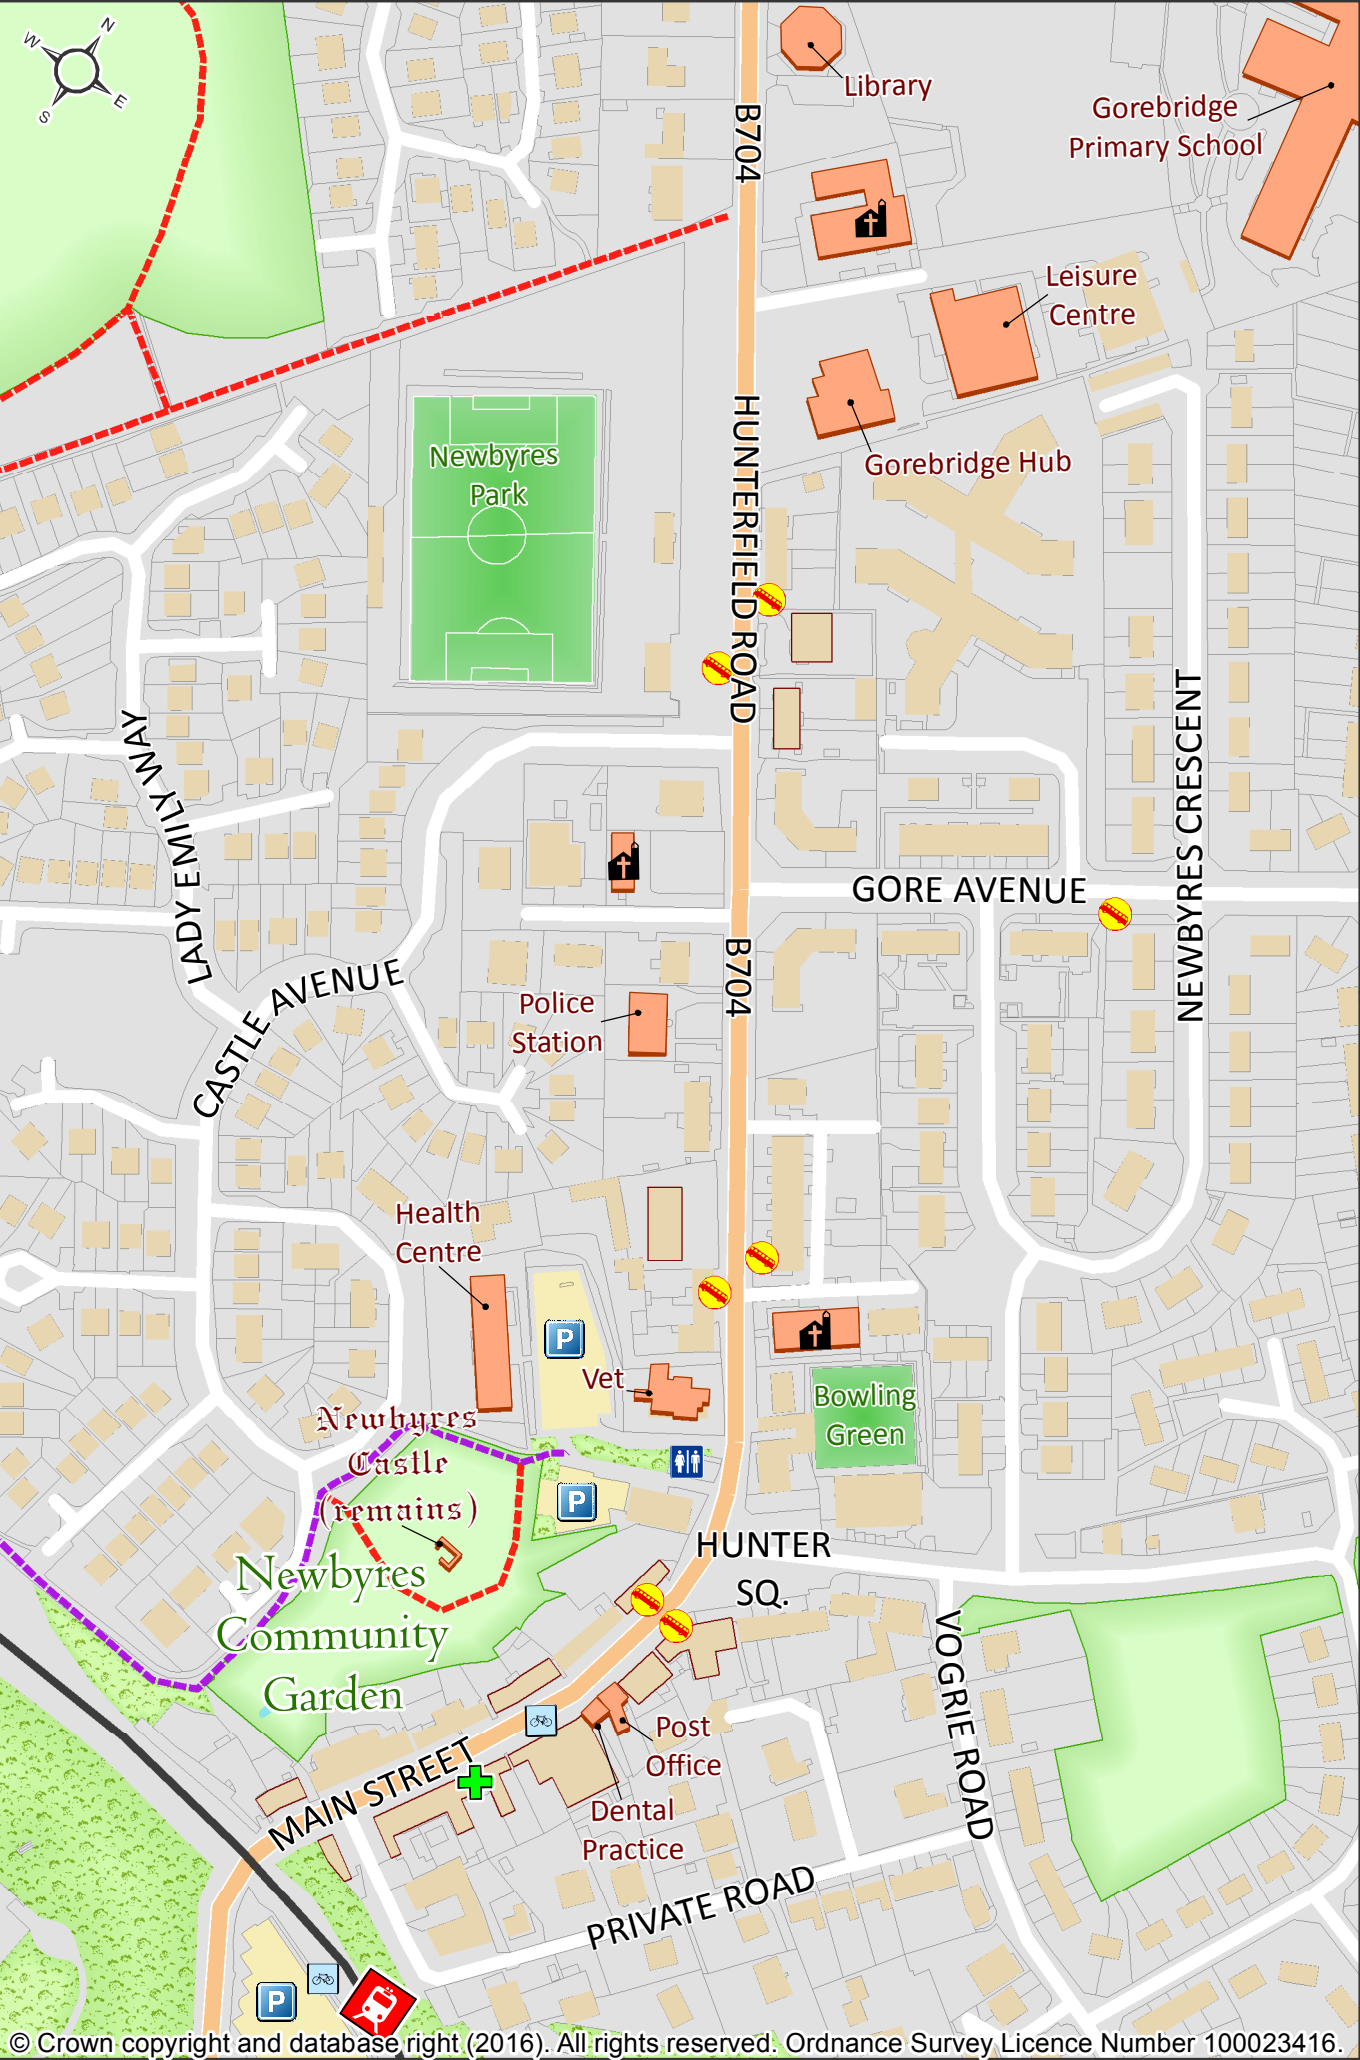 N
W
E
S
Library
Gorebridge
Primary School
B704
Leisure
Centre
Gorebridge Hub
HUNTERFIELD ROAD
Newbyres
Park
NEWBYRES CRESCENT
LADY EMILY WAY
GORE AVENUE
B704
CASTLE AVENUE
Police
Station
Health
Centre
P
Vet
Bowling
Green
Newbyres
Castle
(remains)
P
HUNTER
SQ.
Newbyres
Community
Garden
VOGRIE ROAD
Post
Office
MAIN STREET
Dental
Practice
PRIVATE ROAD
P
© Crown copyright and database right (2016). All rights reserved. Ordnance Survey Licence Number 100023416.